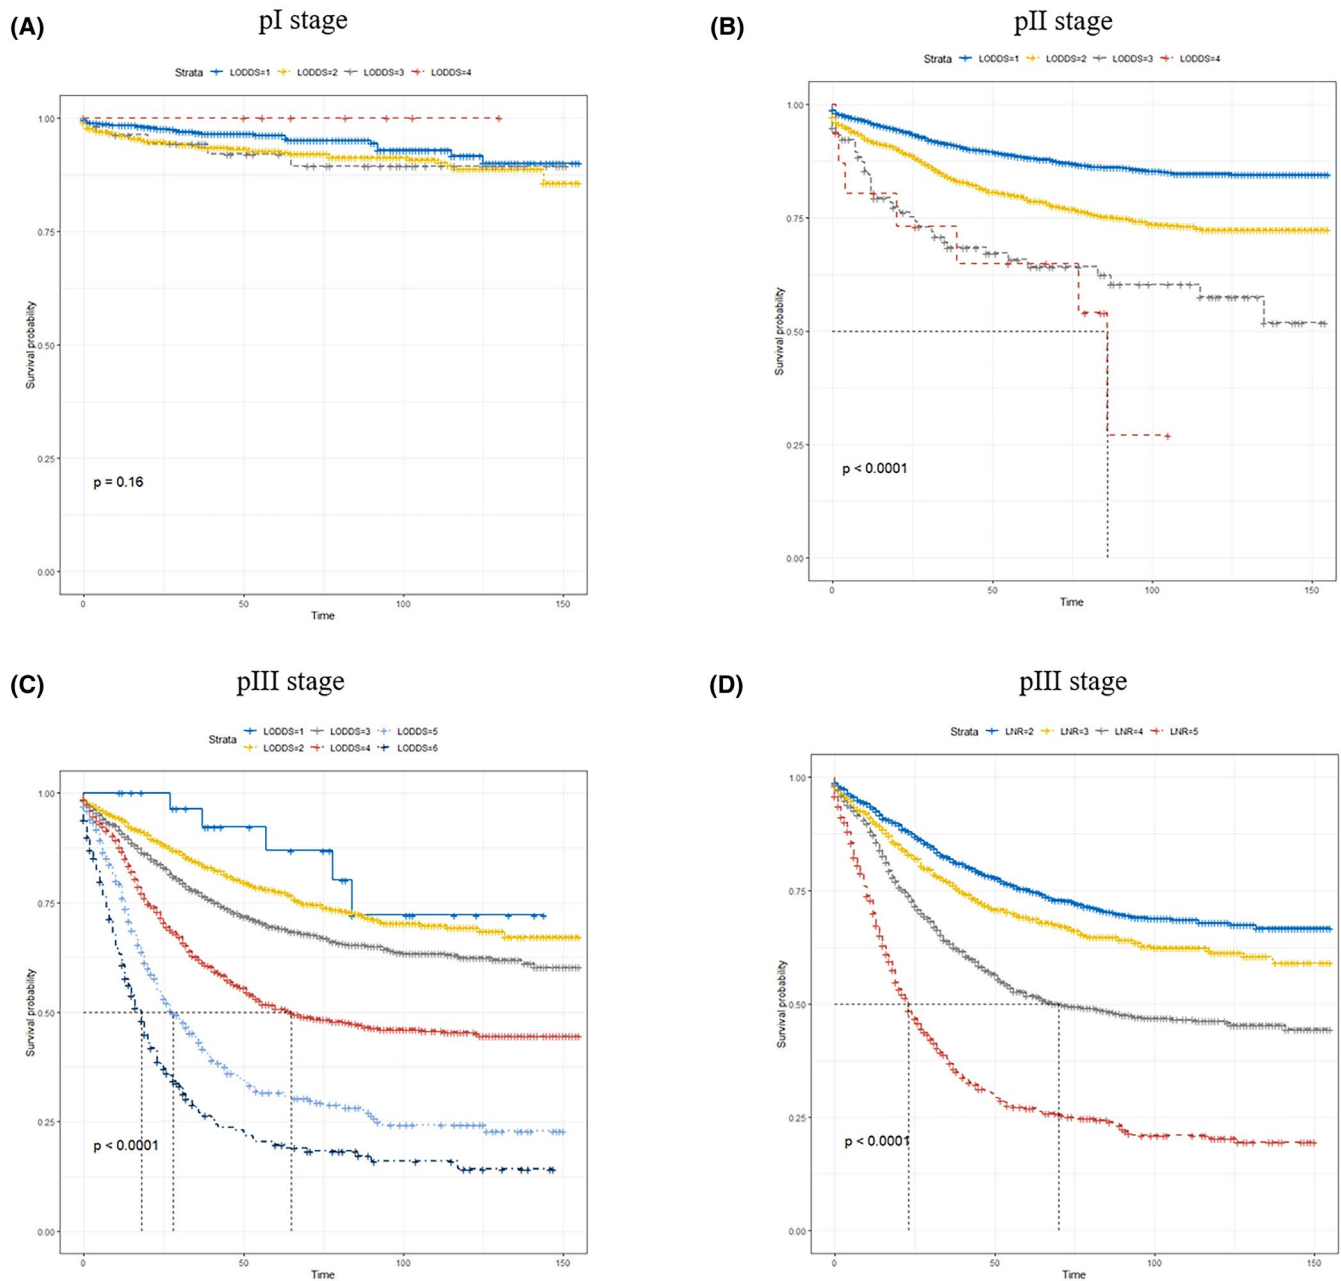 (A)
pI stage
Strata LODDS=1 LODDS=2 LODDS=3 LODDS=4
1.00
0.75
0.50
0.25
0.00
Survival probability
p = 0.16
0 50 100 150
Time
(B)
pII stage
Strata LODDS=1 LODDS=2 LODDS=3 LODDS=4
1.00
0.75
0.50
0.25
0.00
Survival probability
p < 0.0001
0 50 100 150
Time
(C)
pIII stage
Strata
LODDS=1 LODDS=3 LODDS=5
LODDS=2 LODDS=4 LODDS=6
1.00
0.75
0.50
0.25
0.00
Survival probability
p < 0.0001
0 50 100 150
Time
(D)
pIII stage
Strata LNR=2 LNR=3 LNR=4 LNR=5
1.00
0.75
0.50
0.25
0.00
Survival probability
p < 0.0001
0 50 100 150
Time